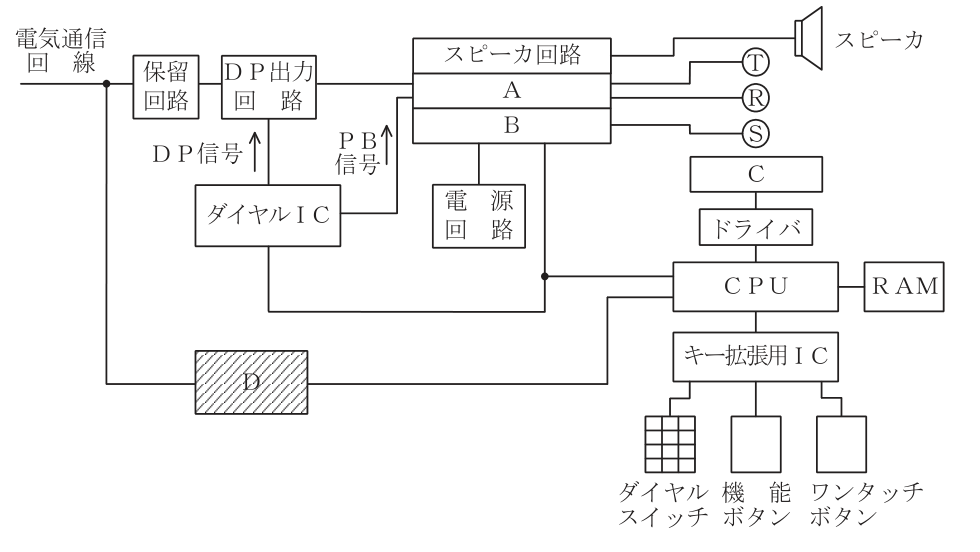 電気通信
回　線
保留
回路
ＤＰ出力
回　路
スピーカ回路
A
B
スピーカ
T
R
S
ＤＰ信号
ＰＢ
信号
ダイヤルＩＣ
電　源
回　路
C
ドライバ
ＣＰＵ
ＲＡＭ
キー拡張用ＩＣ
D
ダイヤル
スイッチ
機　能
ボタン
ワンタッチ
ボタン